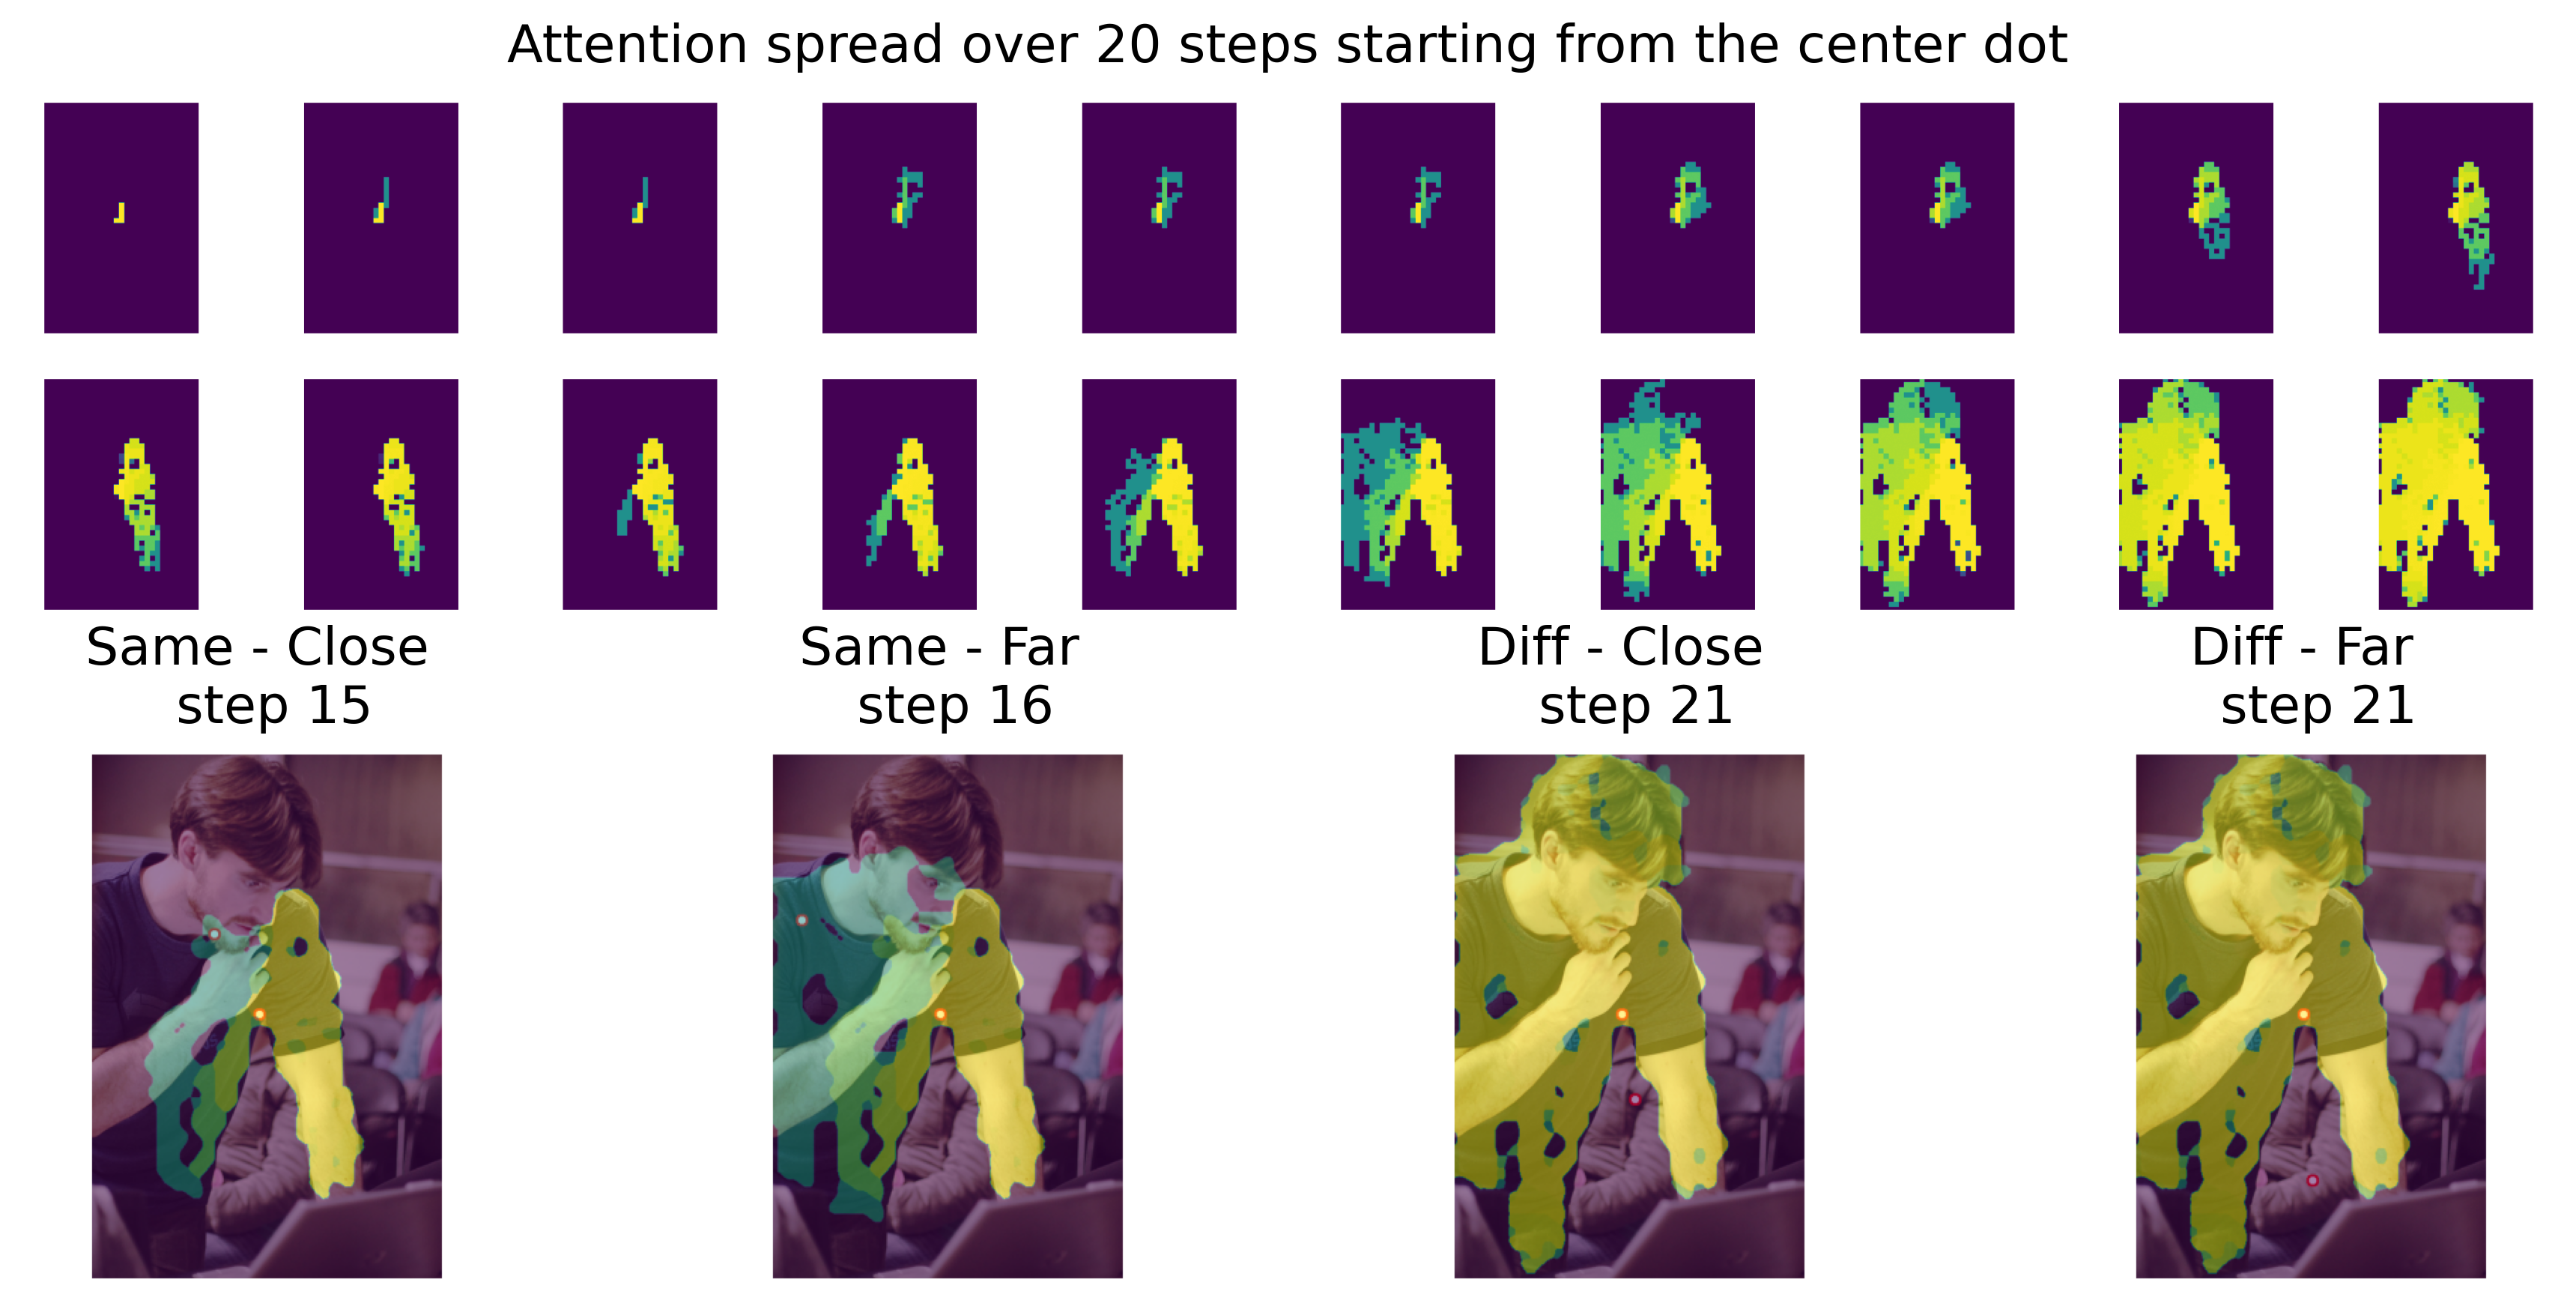 Attention spread over 20 steps starting from the center dot
Same - Close
step 15
Same - Far
step 16
Diff - Close
step 21
Diff - Far
step 21